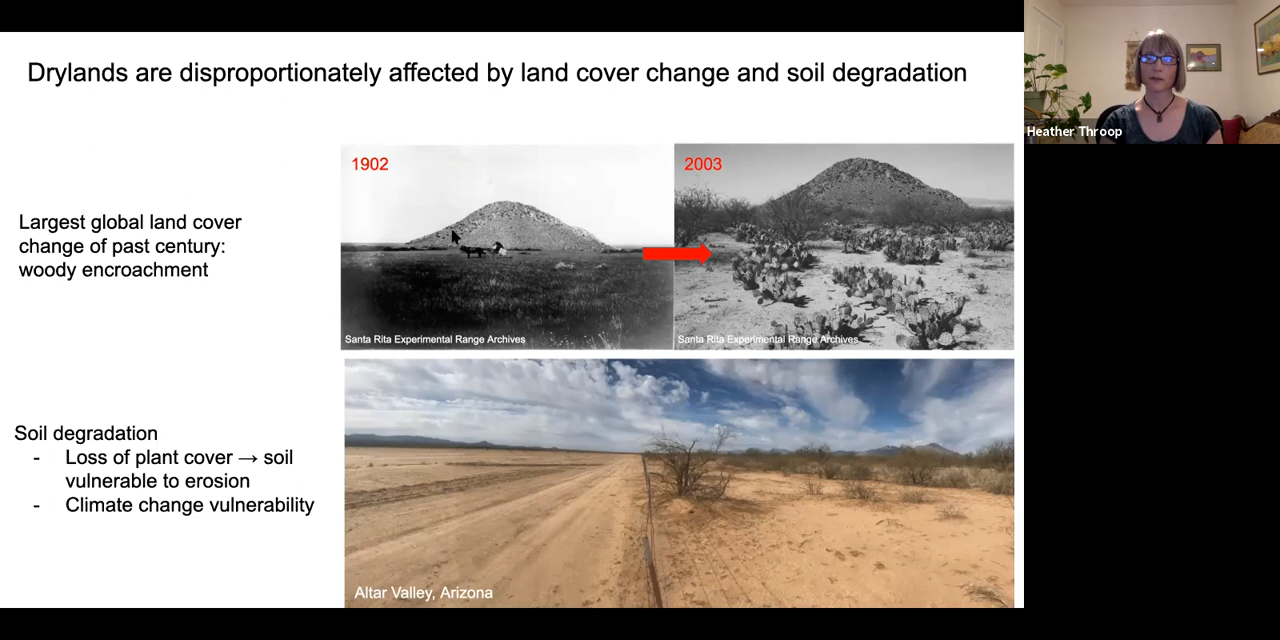 Drylands are disproportionately affected by land cover change and soil degradation
Heather Throop
Largest global land cover
change of past century:
woody encroachment
1902
2003
Santa Rita Experimental Range Archives
Santa Rita Experimental Range Archives
Soil degradation
- Loss of plant cover → soil
vulnerable to erosion
- Climate change vulnerability
Altar Valley, Arizona